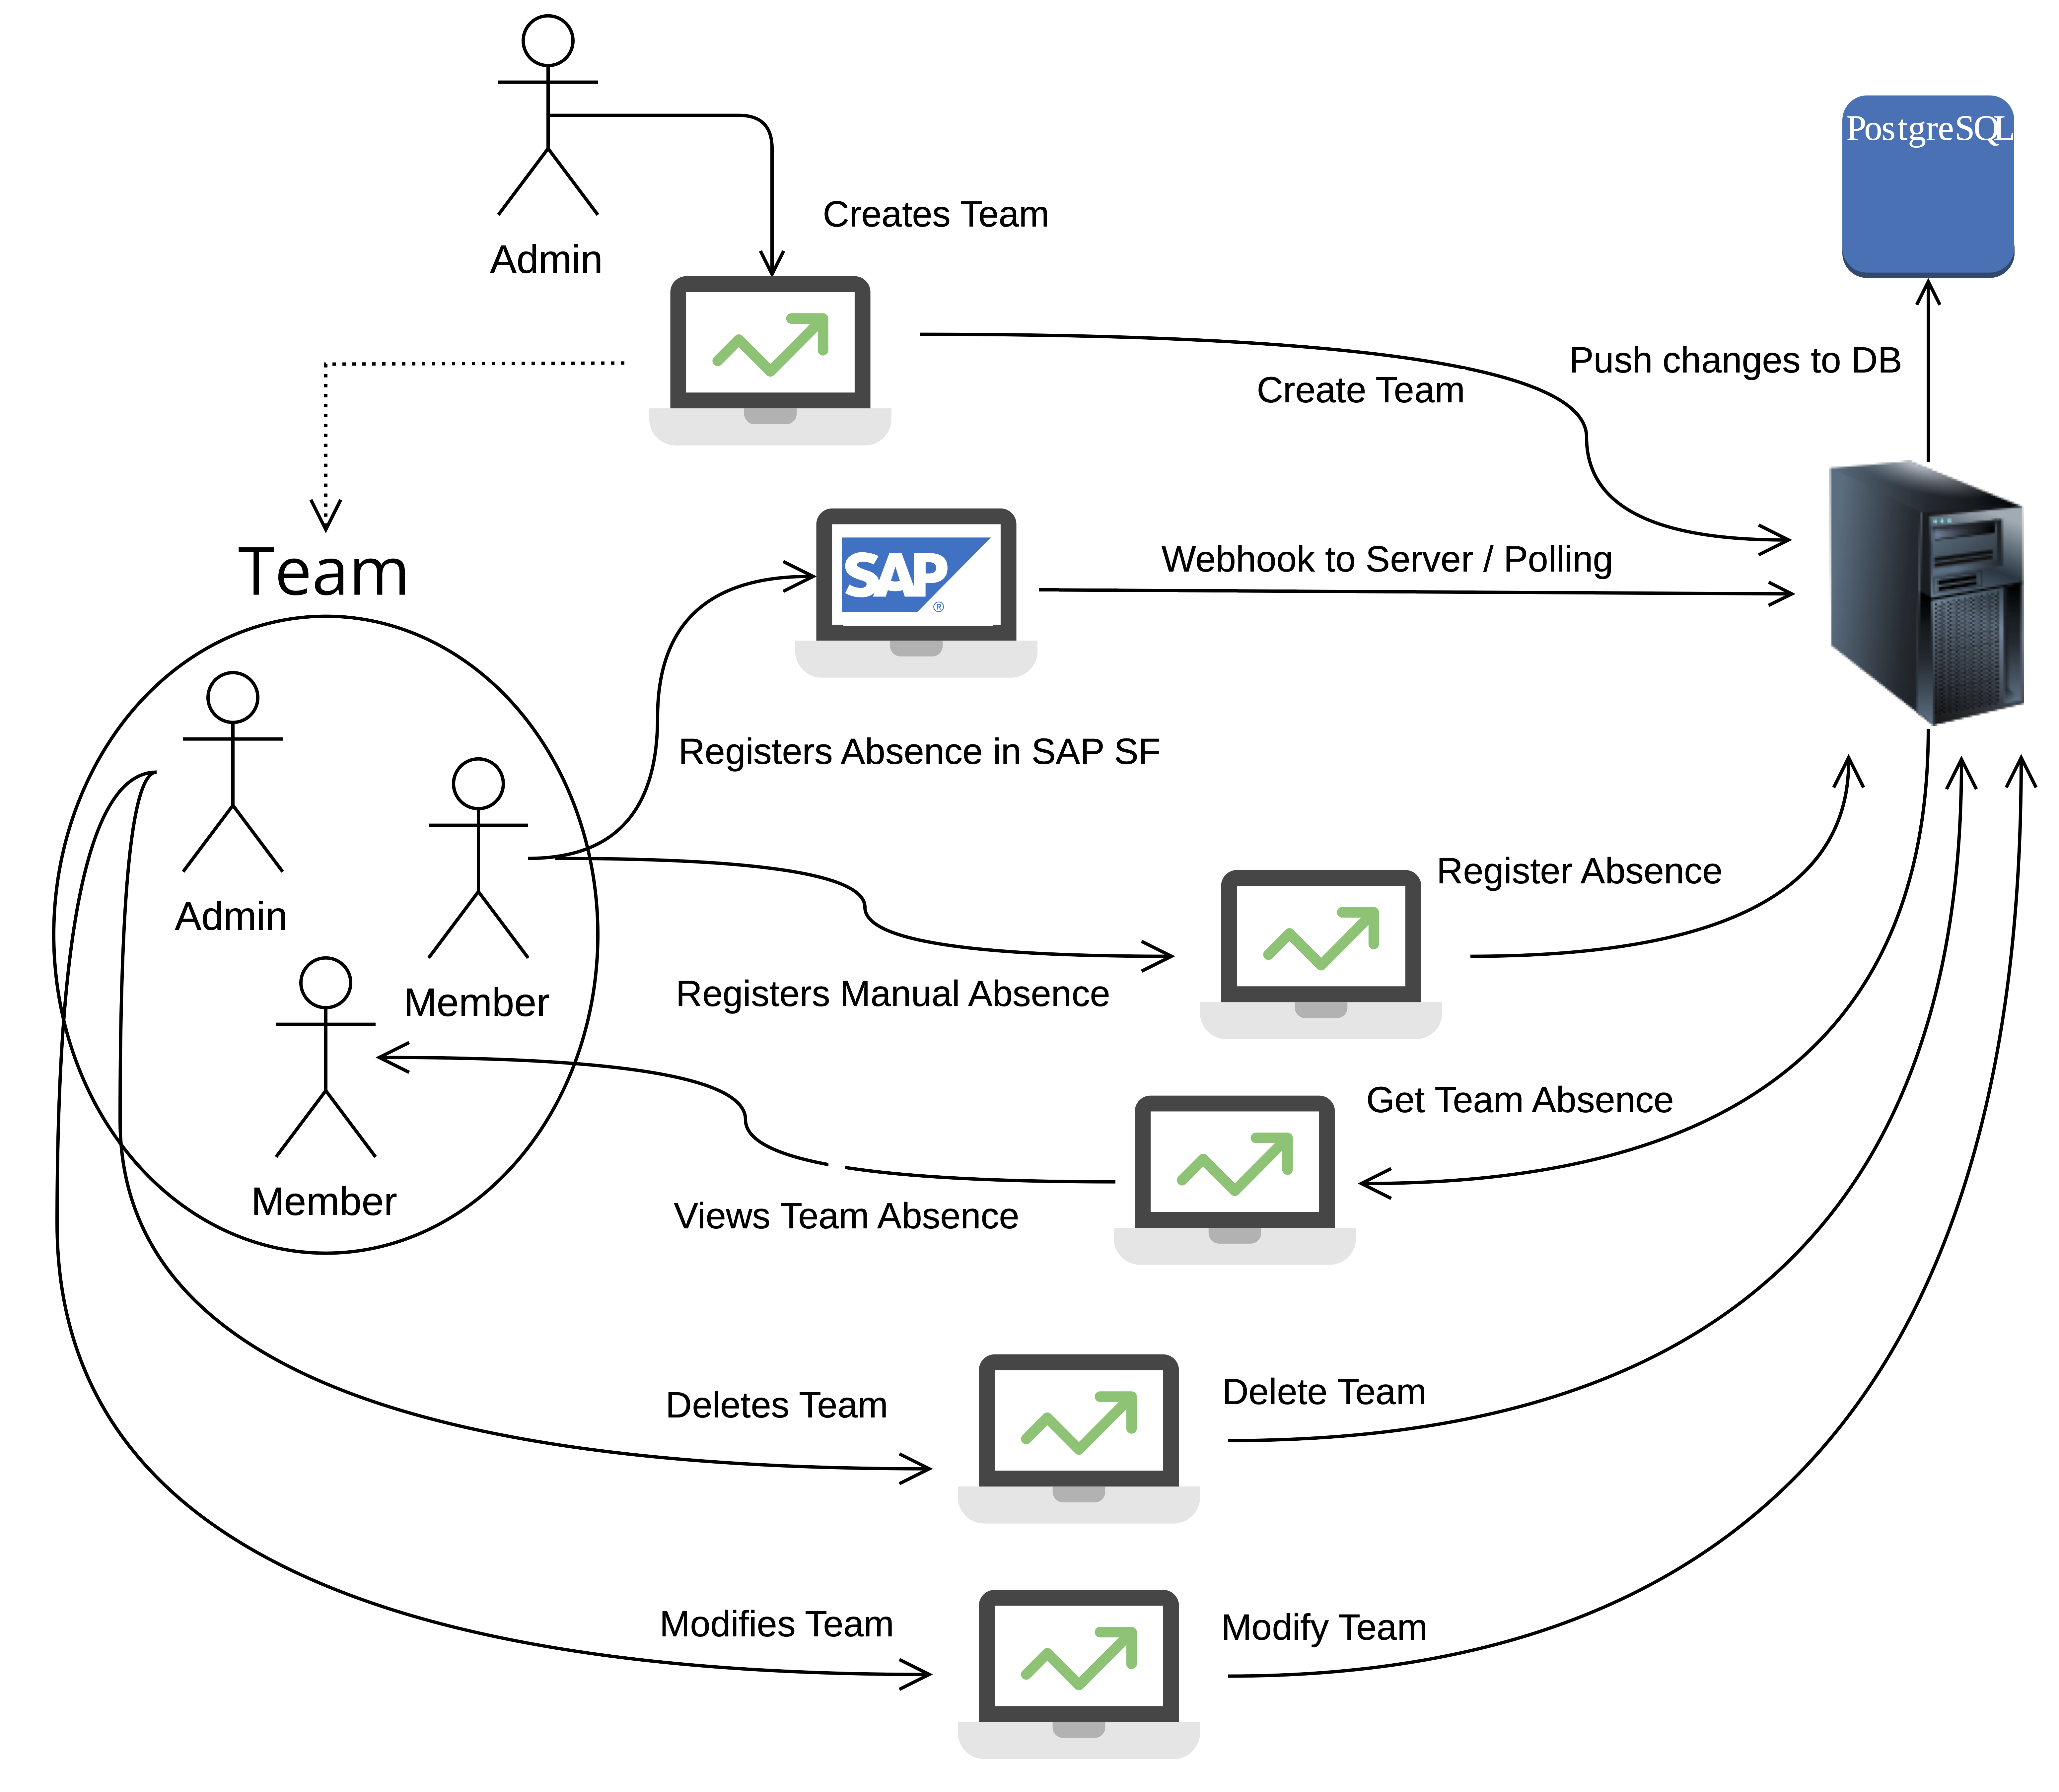 PostgreSQL
Creates Team
Admin
Push changes to DB
Create Team
Team
SAP
®
Webhook to Server / Polling
Registers Absence in SAP SF
Register Absence
Admin
Member
Registers Manual Absence
Get Team Absence
Member
Views Team Absence
Deletes Team
Delete Team
Modifies Team
Modify Team